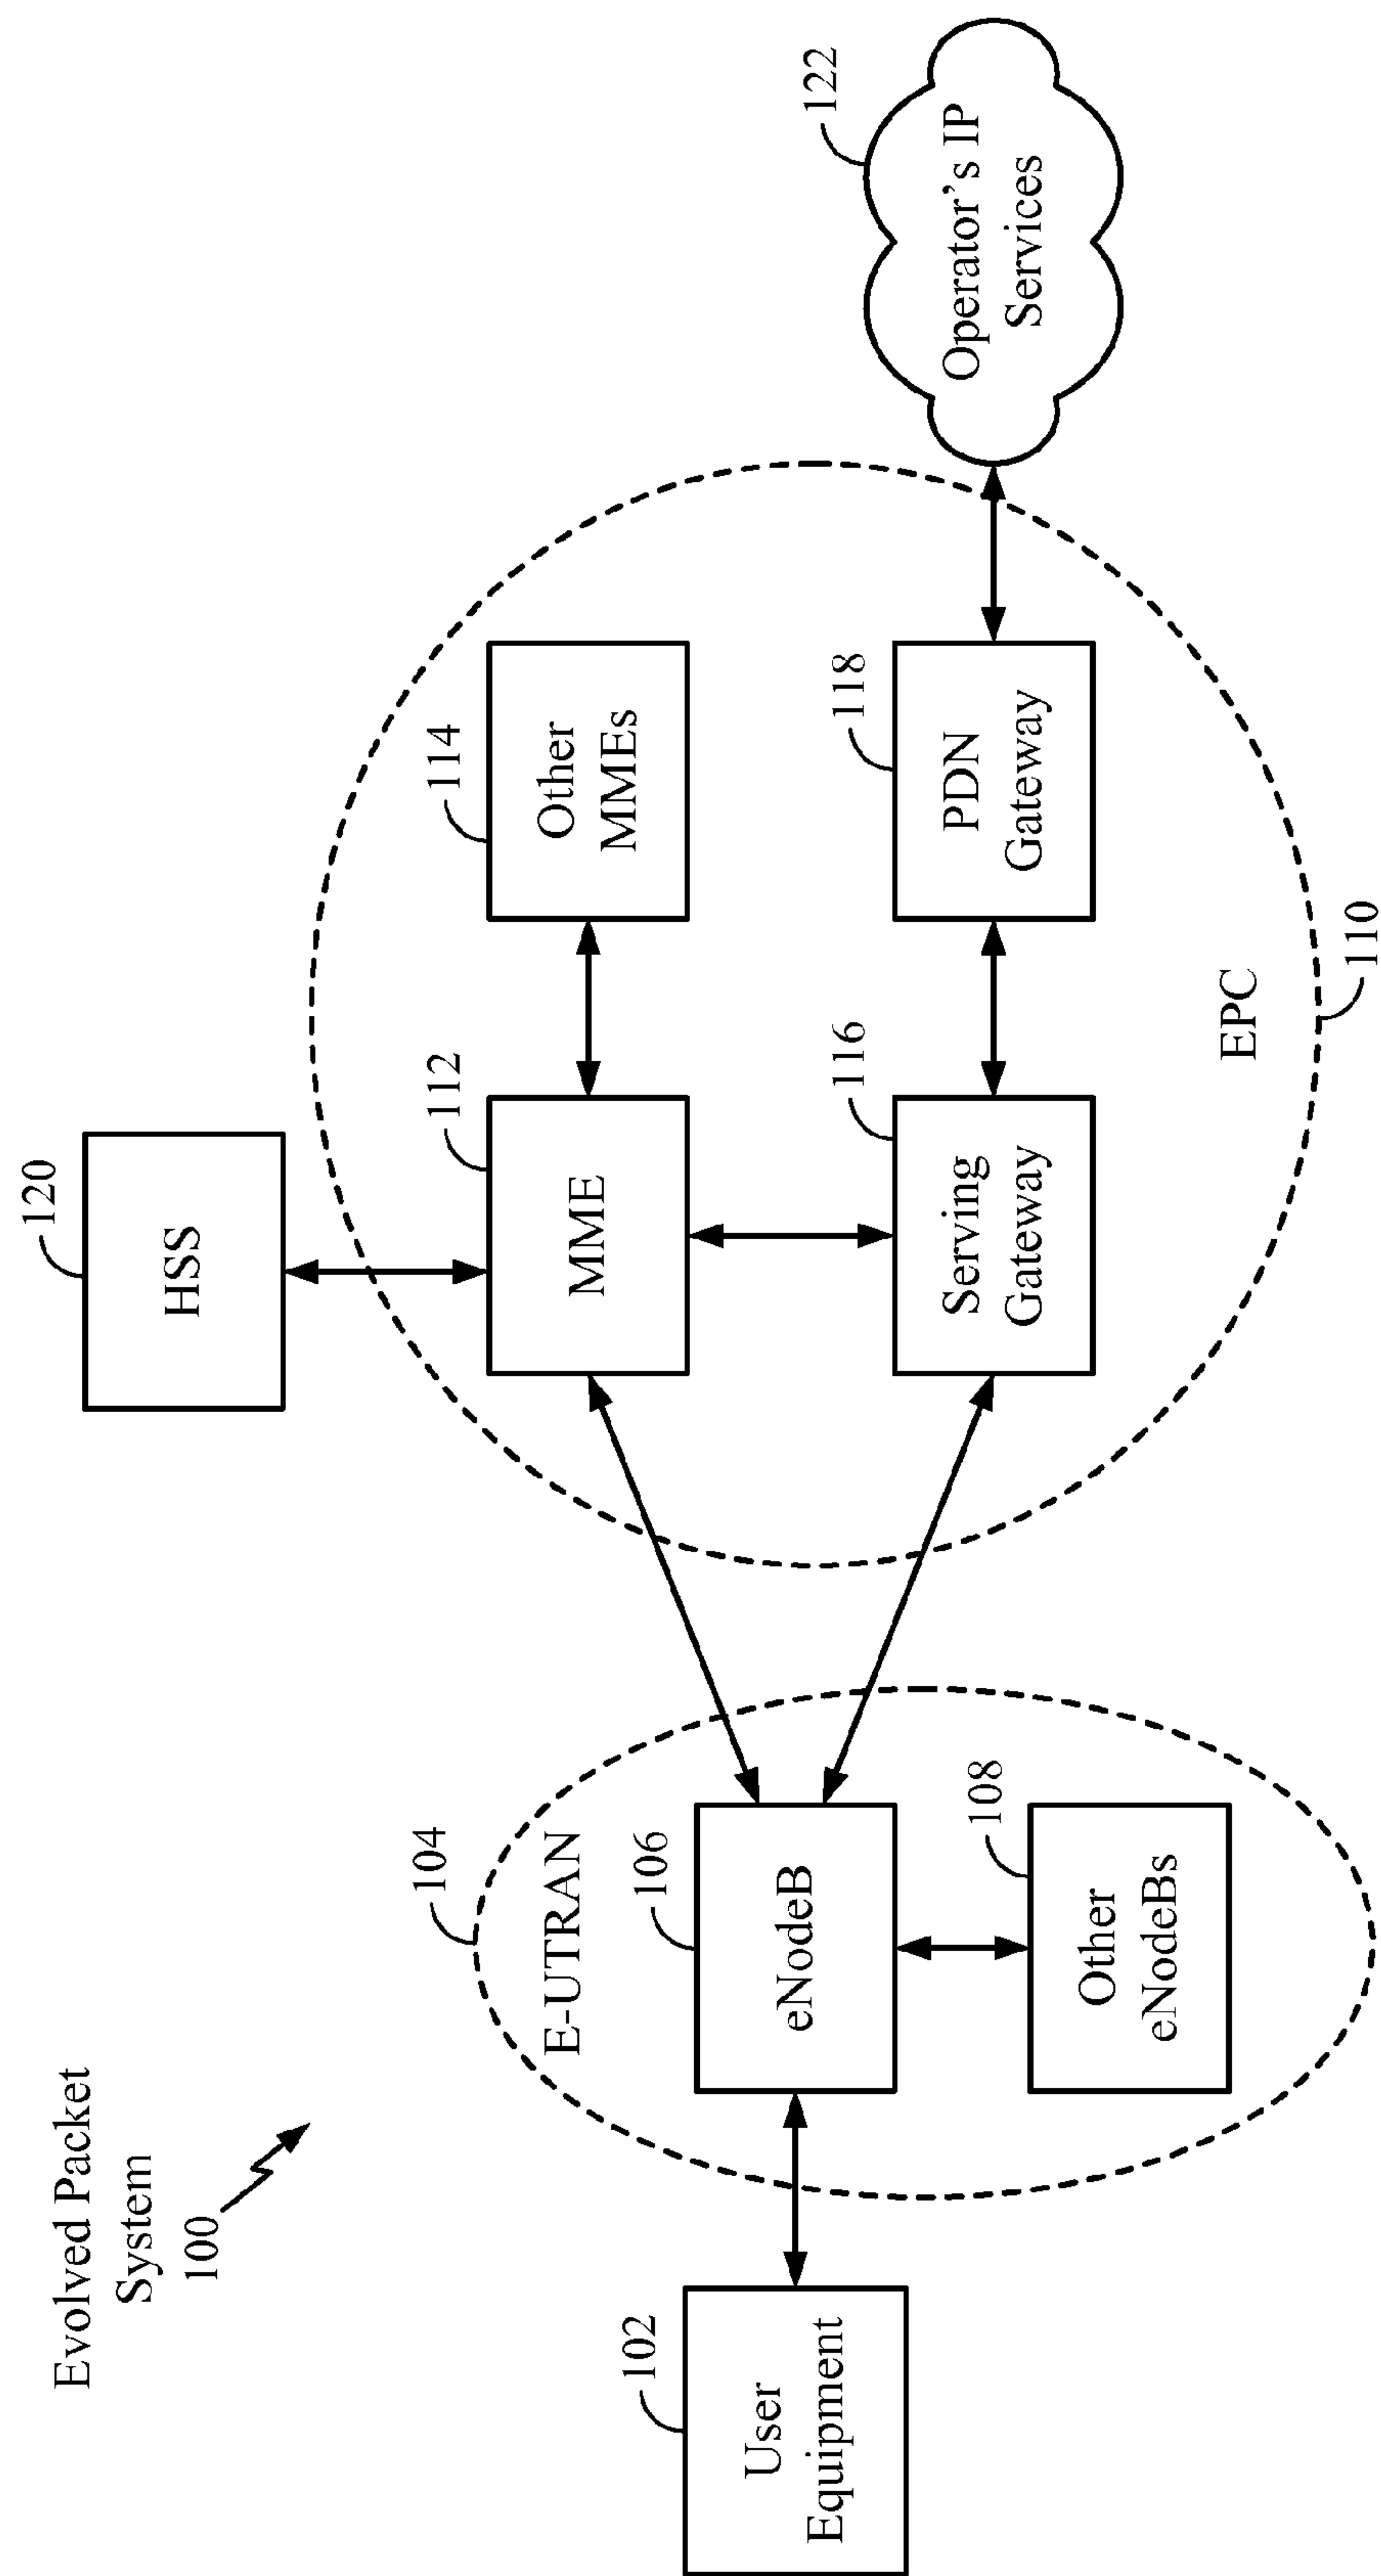 Evolved Packet
System
100
102
User
Equipment
104
E-UTRAN
106
eNodeB
108
Other
eNodeBs
120
HSS
112
MME
114
Other
MMEs
116
Serving
Gateway
118
PDN
Gateway
EPC
110
122
Operator's IP
Services